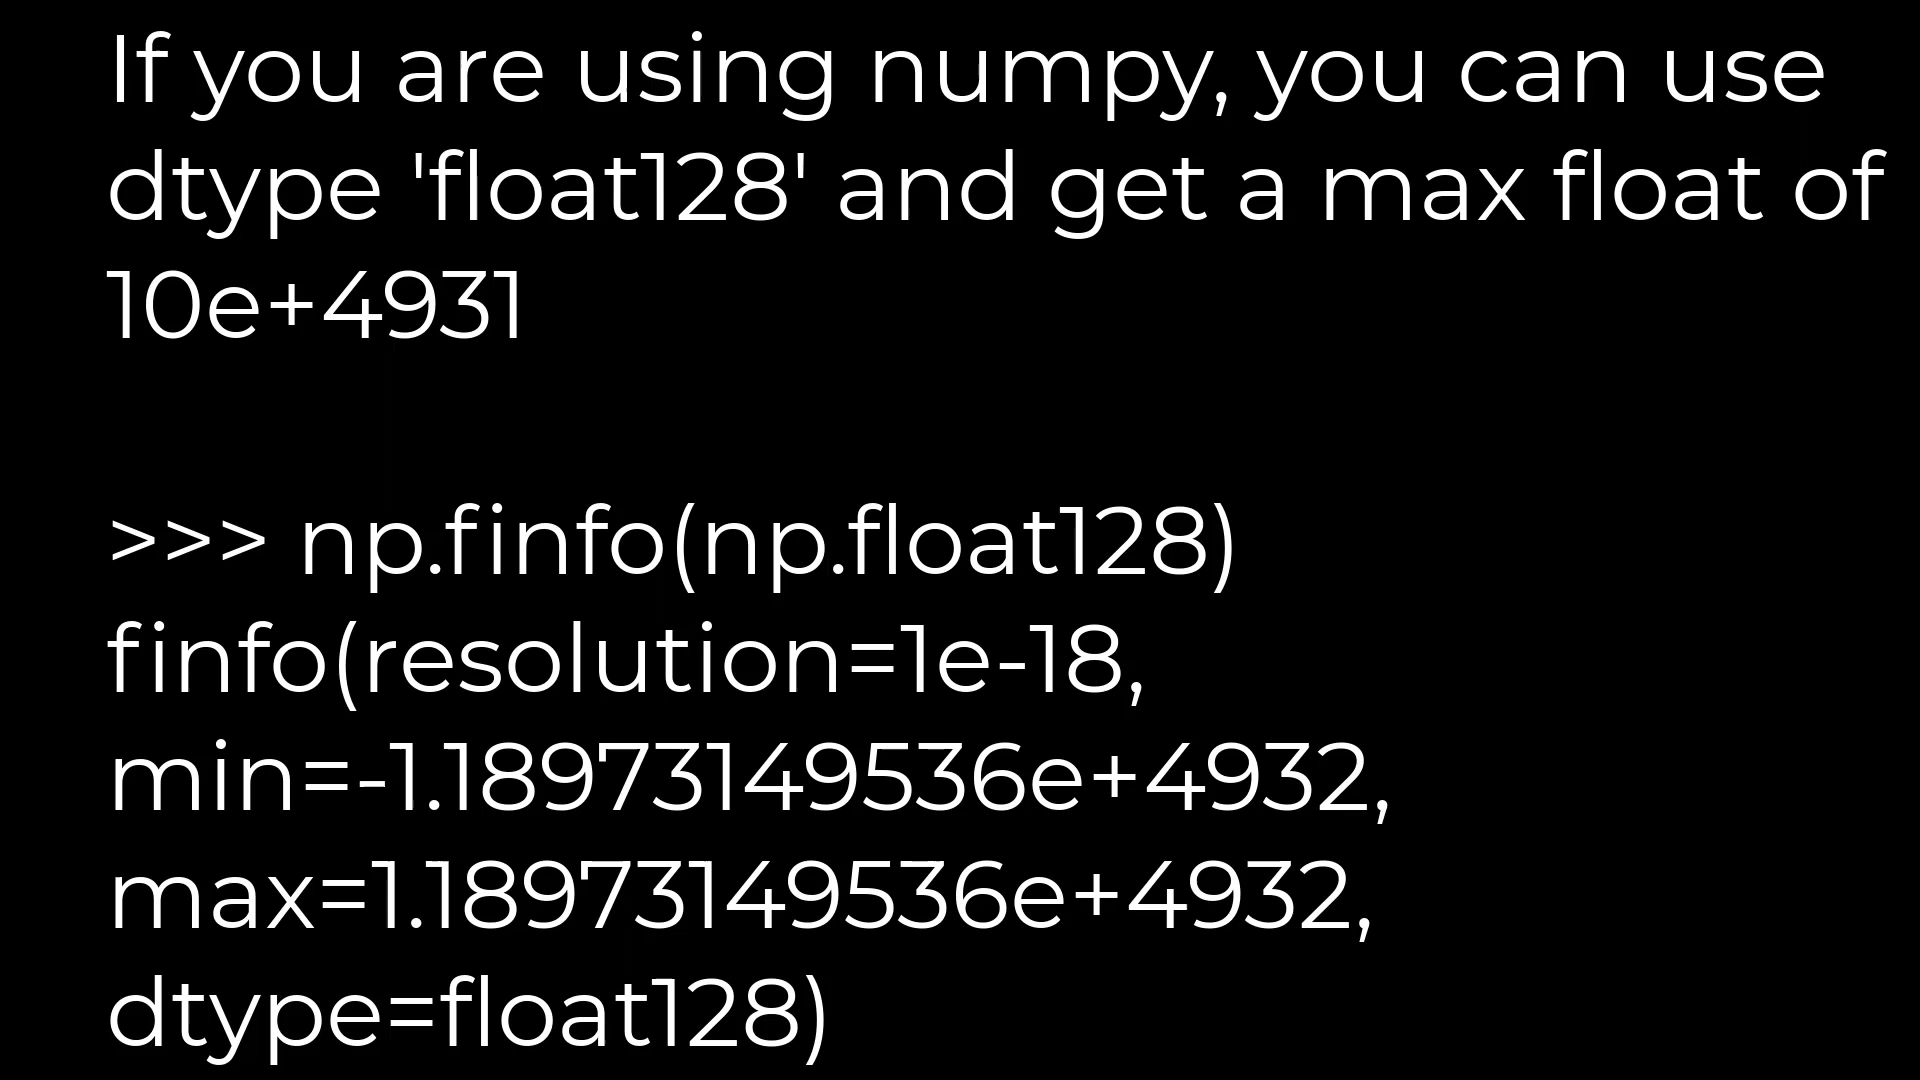 If you are using numpy, you can use
dtype 'float128' and get a max float of
10e+4931
>>> np.finfo(np.float128)
finfo(resolution=1e-18,
min=-1.18973149536e+4932,
max=1.18973149536e+4932,
dtype=float128)